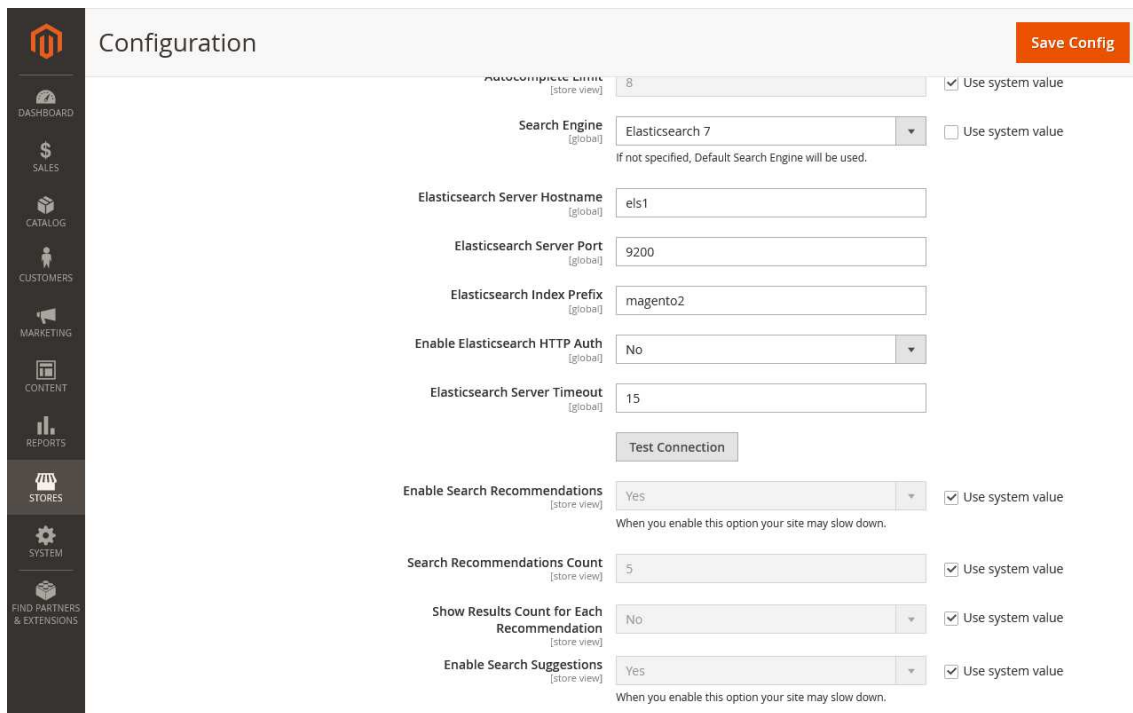 Configuration
Save Config
DASHBOARD
SALES
CATALOG
CUSTOMERS
MARKETING
CONTENT
REPORTS
STORES
SYSTEM
FIND PARTNERS
& EXTENSIONS
Autocomplete Limit
[store view]
8
Use system value
Search Engine
[global]
Elasticsearch 7
Use system value
If not specified, Default Search Engine will be used.
Elasticsearch Server Hostname
[global]
els1
Elasticsearch Server Port
[global]
9200
Elasticsearch Index Prefix
[global]
magento2
Enable Elasticsearch HTTP Auth
[global]
No
Elasticsearch Server Timeout
[global]
15
Test Connection
Enable Search Recommendations
[store view]
Yes
Use system value
When you enable this option your site may slow down.
Search Recommendations Count
[store view]
5
Use system value
Show Results Count for Each
Recommendation
[store view]
No
Use system value
Enable Search Suggestions
[store view]
Yes
Use system value
When you enable this option your site may slow down.